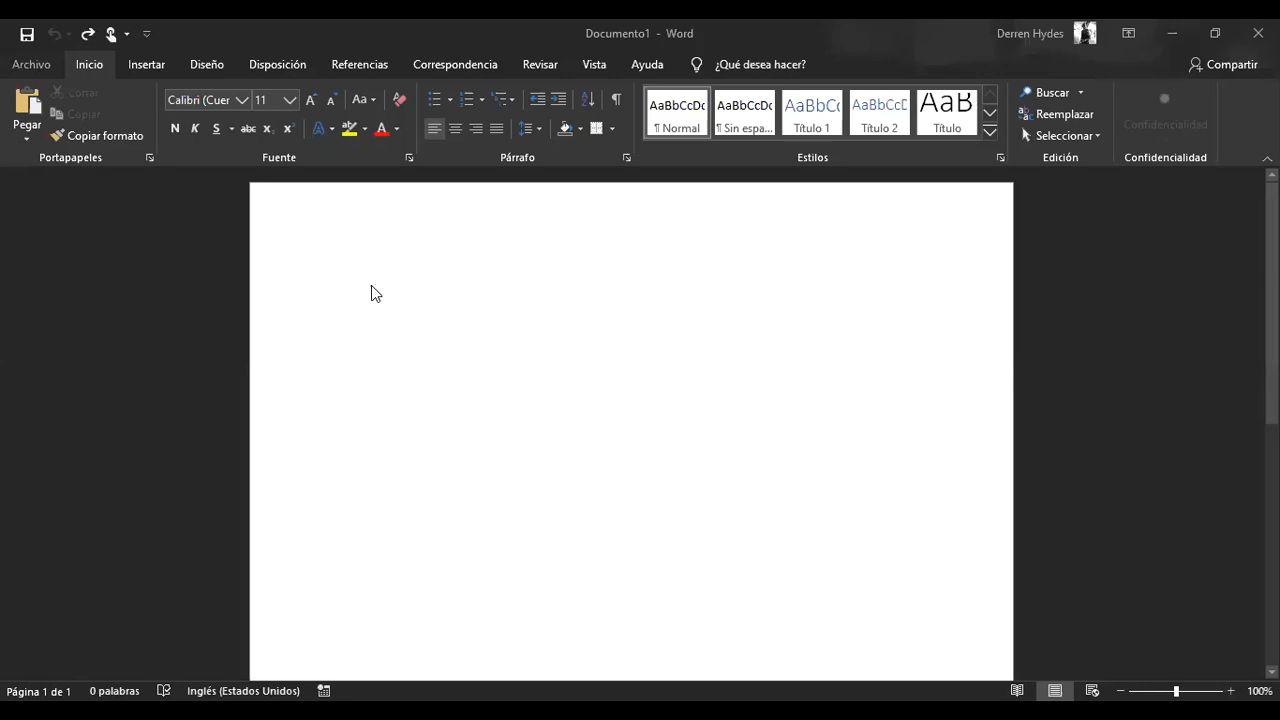 Documento1 - Word
Derren Hydes
Archivo
Inicio
Insertar
Diseño
Disposición
Referencias
Correspondencia
Revisar
Vista
Ayuda
¿Qué desea hacer?
Compartir
Pegar
Cortar
Copiar
Copiar formato
Portapapeles
Calibri (Cuer
11
Aa
N K S abc x₂ x²
A A
Fuente
Párrafo
AaBbCcDc
¶ Normal
AaBbCcDc
¶ Sin espa...
AaBbCc
Título 1
AaBbCcD
Título 2
AaB
Título
Estilos
Buscar
Reemplazar
Seleccionar
Edición
Confidencialidad
Confidencialidad
Página 1 de 1
0 palabras
Inglés (Estados Unidos)
100%